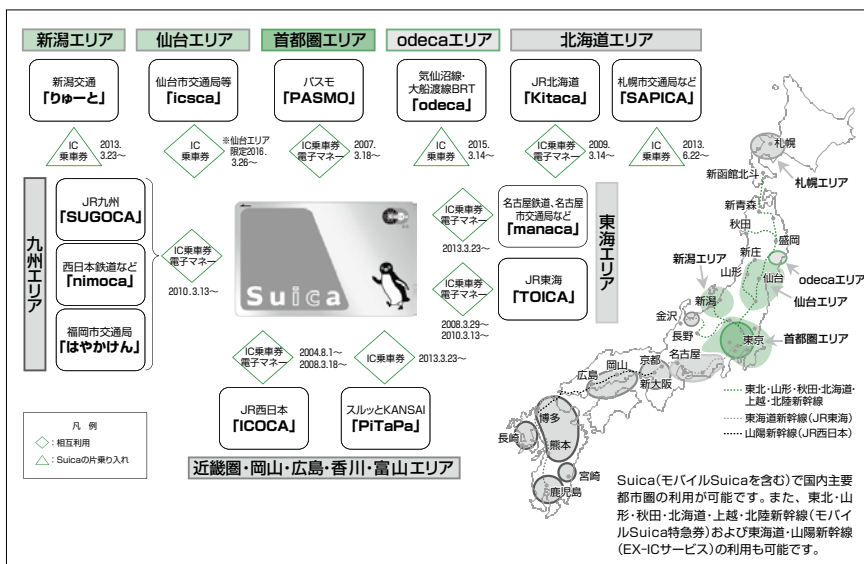 新潟エリア
仙台エリア
首都圏エリア
odecaエリア
北海道エリア
新潟交通
「りゅーと」
仙台市交通局等
「icsca」
パスモ
「PASMO」
気仙沼線・
大船渡線BRT
「odeca」
JR北海道
「Kitaca」
札幌市交通局など
「SAPICA」
IC
乗車券
2013.
3.23～
IC
乗車券
※仙台エリア
限定2016.
3.26～
IC乗車券
電子マネー
2007.
3.18～
IC
乗車券
2015.
3.14～
IC乗車券
電子マネー
2009.
3.14～
IC
乗車券
2013.
6.22～
九州エリア
JR九州
「SUGOCA」
西日本鉄道など
「nimoca」
福岡市交通局
「はやかけん」
IC乗車券
電子マネー
2010.3.13～
Suica
IC乗車券
電子マネー
2013.3.23～
名古屋鉄道、名古屋
市交通局など
「manaca」
IC乗車券
電子マネー
2008.3.29～
2010.3.13～
JR東海
「TOICA」
東海エリア
IC乗車券
電子マネー
2004.8.1～
2008.3.18～
IC乗車券
2013.3.23～
JR西日本
「ICOCA」
スルッとKANSAI
「PiTaPa」
近畿圏・岡山・広島・香川・富山エリア
凡 例
：相互利用
：Suicaの片乗り入れ
札幌
札幌エリア
新函館北斗
新青森
秋田
盛岡
新庄
odecaエリア
新潟エリア
山形
仙台
仙台エリア
新潟
金沢
長野
東京
首都圏エリア
名古屋
京都
新大阪
岡山
広島
博多
長崎
熊本
宮崎
鹿児島
東北・山形・秋田・北海道・
上越・北陸新幹線
東海道新幹線（JR東海）
山陽新幹線（JR西日本）
Suica（モバイルSuicaを含む）で国内主要
都市圏の利用が可能です。また、東北・山
形・秋田・北海道・上越・北陸新幹線（モバイ
ルSuica特急券）および東海道・山陽新幹線
（EX-ICサービス）の利用も可能です。